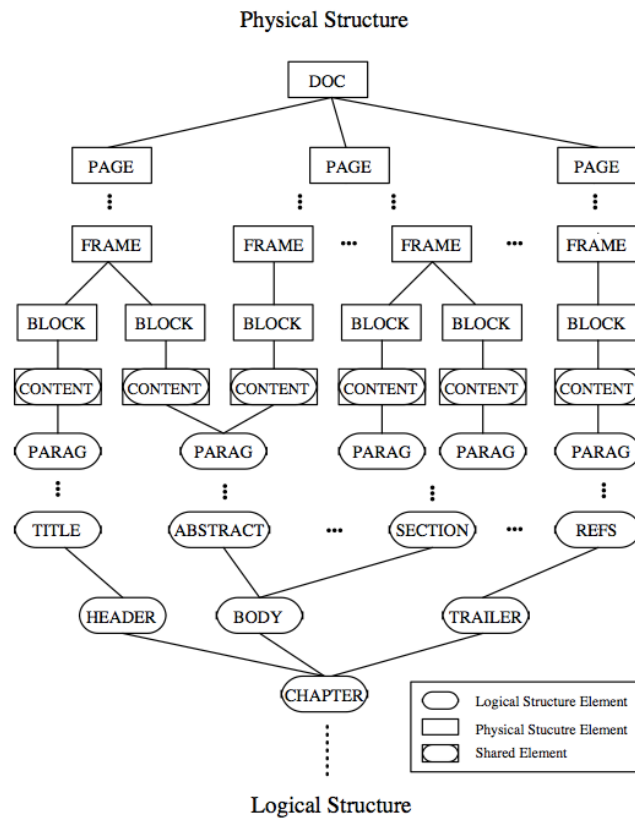 Physical Structure
DOC
PAGE PAGE PAGE
FRAME FRAME ... FRAME ... FRAME
BLOCK BLOCK BLOCK BLOCK BLOCK BLOCK
CONTENT CONTENT CONTENT CONTENT CONTENT CONTENT
PARAG PARAG PARAG PARAG PARAG
TITLE ABSTRACT ... SECTION ... REFS
HEADER BODY TRAILER
CHAPTER
Logical Structure Element
Physical Stucutre Element
Shared Element
Logical Structure